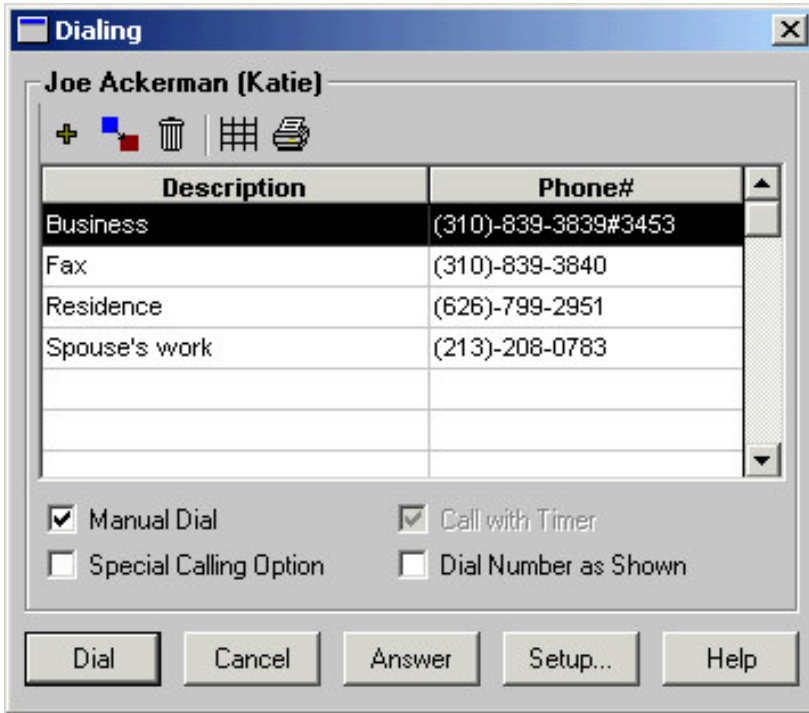 Dialing
Joe Ackerman (Katie)
Description Phone#
Business (310)-839-3839#3453
Fax (310)-839-3840
Residence (626)-799-2951
Spouse's work (213)-208-0783
Manual Dial Call with Timer
Special Calling Option Dial Number as Shown
Dial Cancel Answer Setup... Help